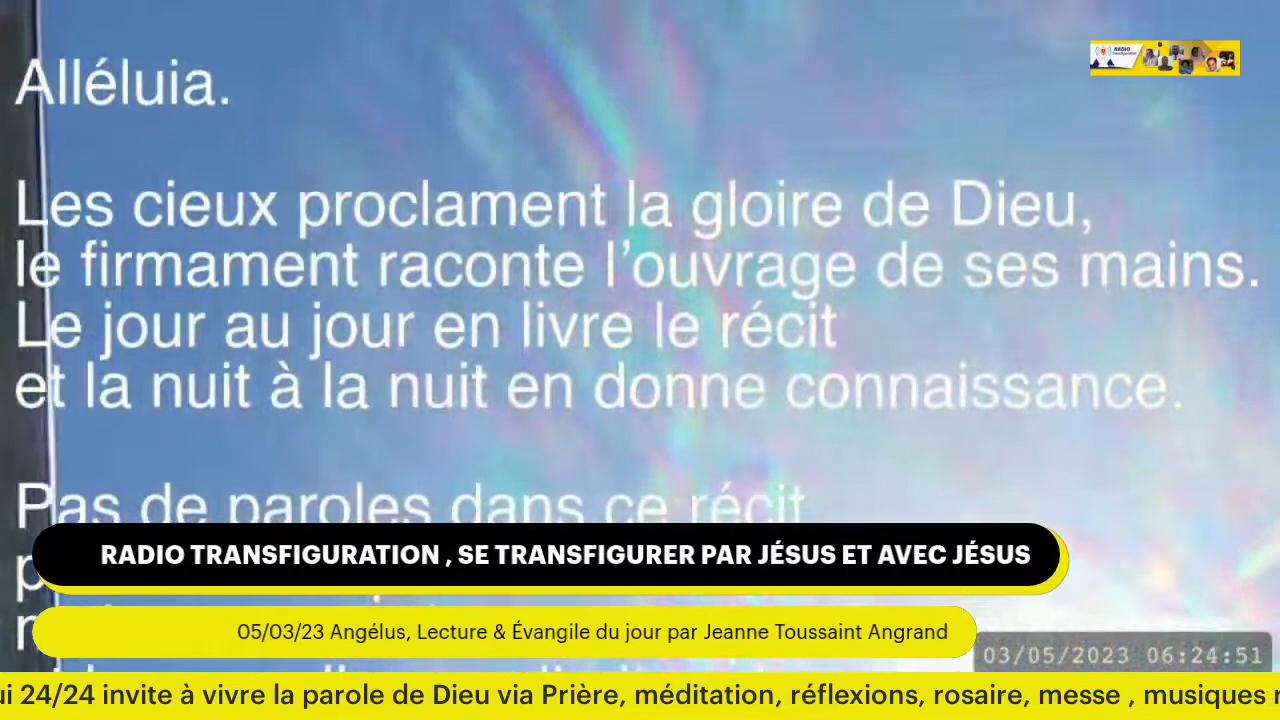 Alléluia.
Les cieux proclament la gloire de Dieu,
le firmament raconte l'ouvrage de ses mains.
Le jour au jour en livre le récit
et la nuit à la nuit en donne connaissance.
Pas de paroles dans ce récit
RADIO TRANSFIGURATION , SE TRANSFIGURER PAR JÉSUS ET AVEC JÉSUS
05/03/23 Angélus, Lecture & Évangile du jour par Jeanne Toussaint Angrand
03/05/2023 06:24:51
ui 24/24 invite à vivre la parole de Dieu via Prière, méditation, réflexions, rosaire, messe , musiques
RADIO